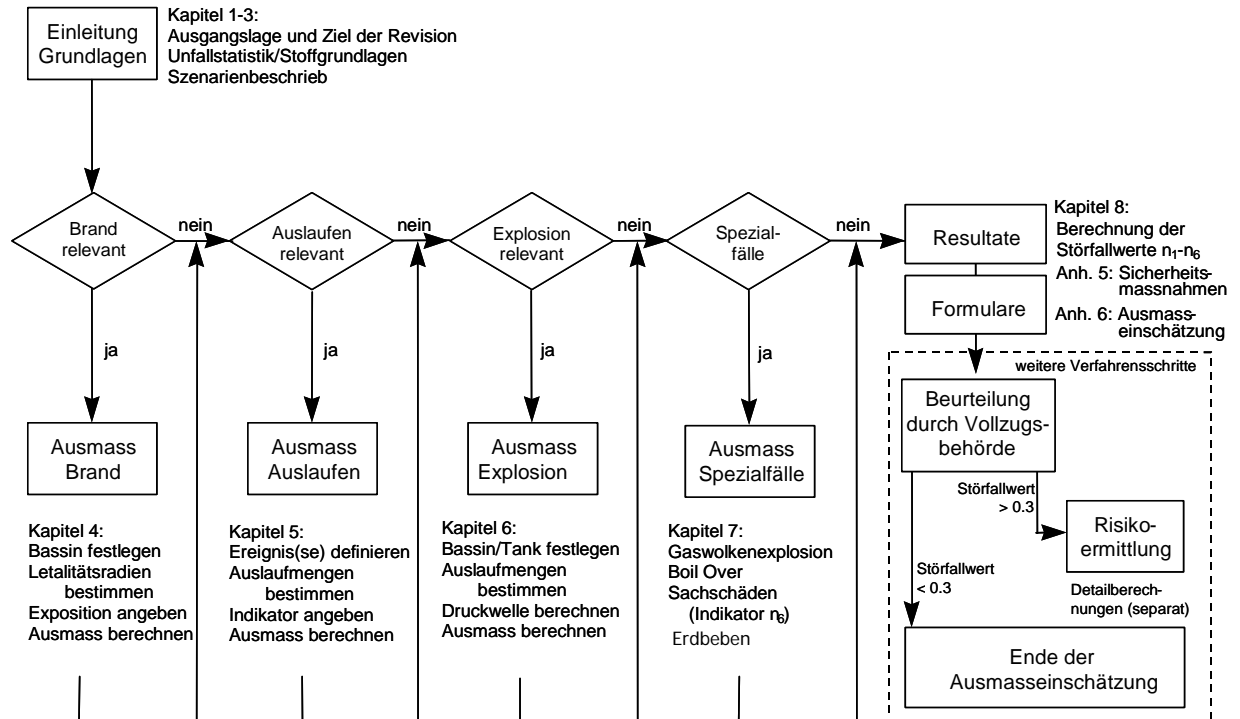 Einleitung
Grundlagen
Kapitel 1-3:
Ausgangslage und Ziel der Revision
Unfallstatistik/Stoffgrundlagen
Szenarienbeschrieb
Brand
relevant
nein
Auslaufen
relevant
nein
Explosion
relevant
nein
Spezial-
fälle
nein
Resultate
Kapitel 8:
Berechnung der
Störfallwerte n1-n6
Formulare
Anh. 5: Sicherheits-
massnahmen
Anh. 6: Ausmass-
einschätzung
ja
ja
ja
ja
weitere Verfahrensschritte
Beurteilung
durch Vollzugs-
behörde
Ausmass
Brand
Ausmass
Auslaufen
Ausmass
Explosion
Ausmass
Spezialfälle
Störfallwert
> 0.3
Risiko-
ermittlung
Detailberech-
nungen (separat)
Störfallwert
< 0.3
Ende der
Ausmasseinschätzung
Kapitel 4:
Bassin festlegen
Letalitätsradien
bestimmen
Exposition angeben
Ausmass berechnen
Kapitel 5:
Ereignis(se) definieren
Auslaufmengen
bestimmen
Indikator angeben
Ausmass berechnen
Kapitel 6:
Bassin/Tank festlegen
Auslaufmengen
bestimmen
Druckwelle berechnen
Ausmass berechnen
Kapitel 7:
Gaswolkenexplosion
Boil Over
Sachschäden
(Indikator n6)
Erdbeben